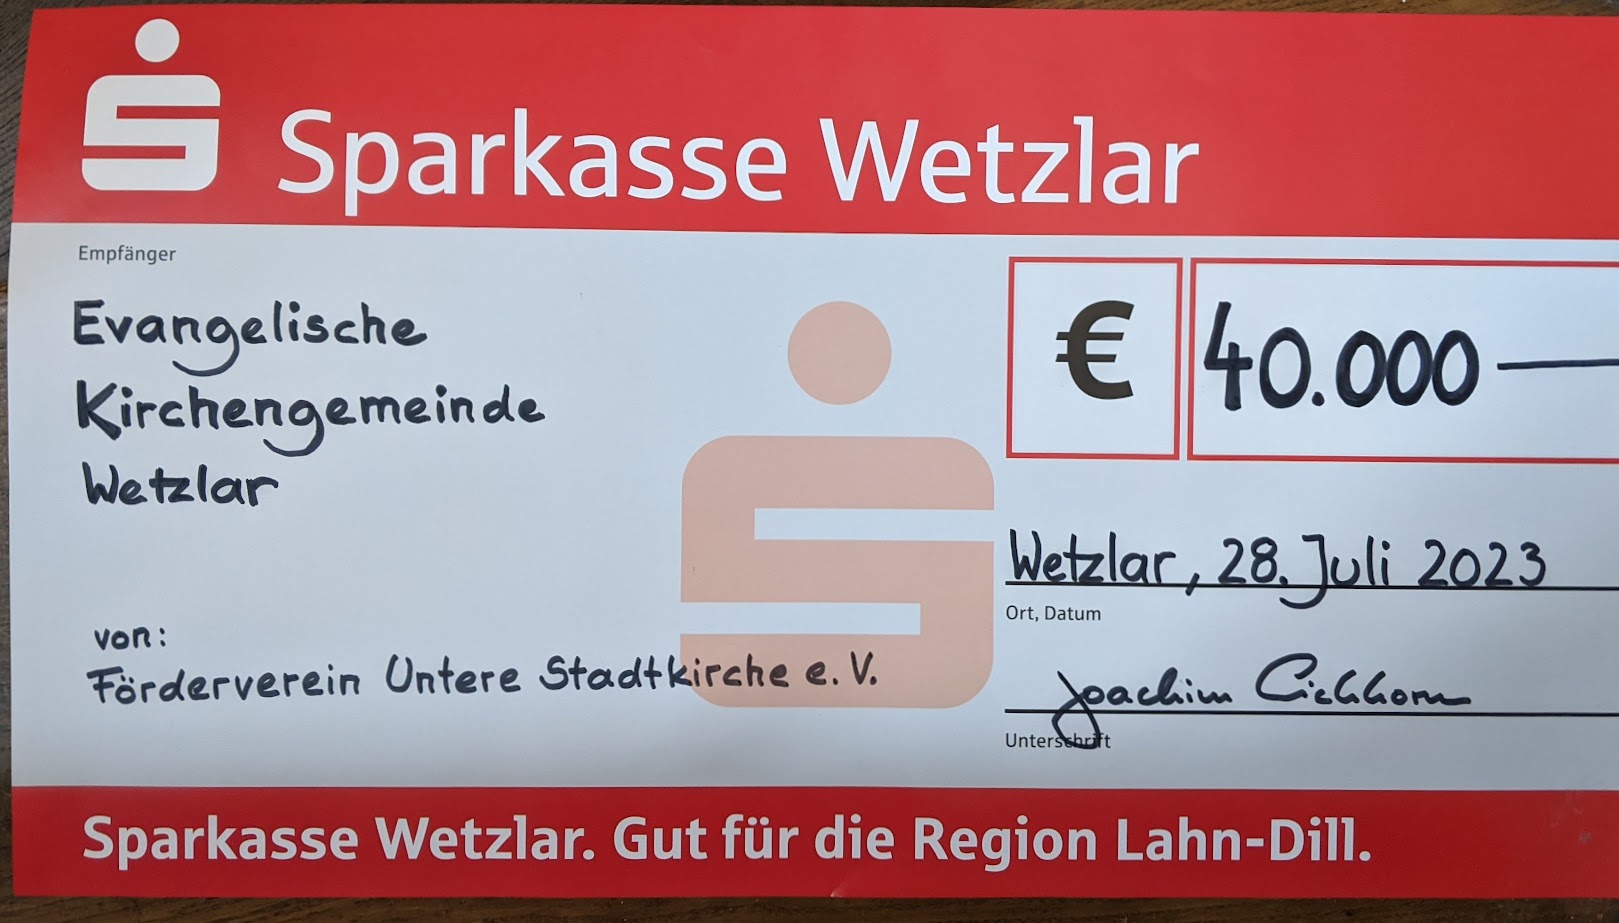 Sparkasse Wetzlar
Empfänger
Evangelische
Kirchengemeinde
Wetzlar
€ 40.000
Wetzlar, 28. Juli 2023
Ort, Datum
von:
Förderverein Untere Stadtkirche e. V.
Joachim Eichhorn
Unterschrift
Sparkasse Wetzlar. Gut für die Region Lahn-Dill.